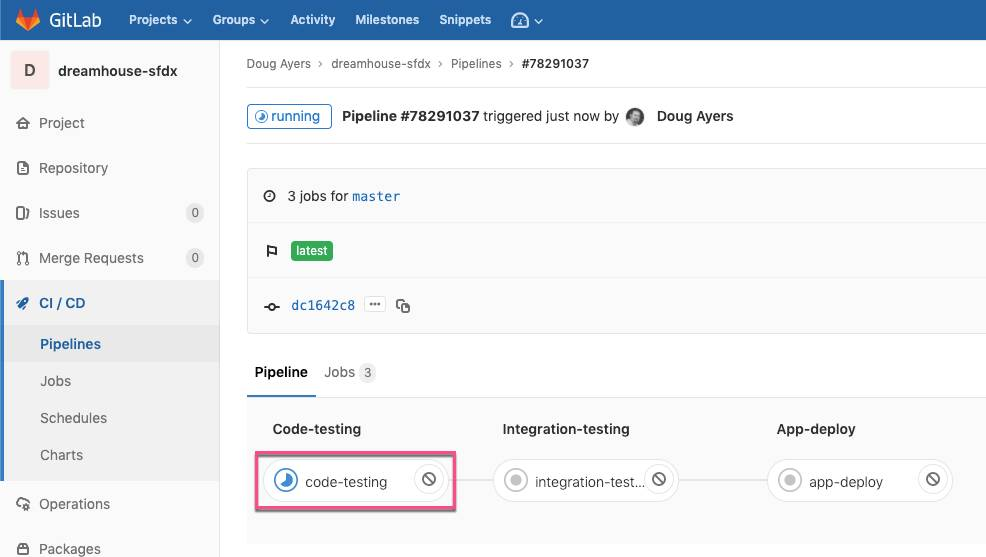 GitLab Projects Groups Activity Milestones Snippets
D dreamhouse-sfdx
Project
Repository
Issues 0
Merge Requests 0
CI / CD
Pipelines
Jobs
Schedules
Charts
Operations
Packages
Doug Ayers › dreamhouse-sfdx › Pipelines › #78291037
running Pipeline #78291037 triggered just now by Doug Ayers
3 jobs for master
latest
dc1642c8 ...
Pipeline Jobs 3
Code-testing Integration-testing App-deploy
code-testing integration-test... app-deploy